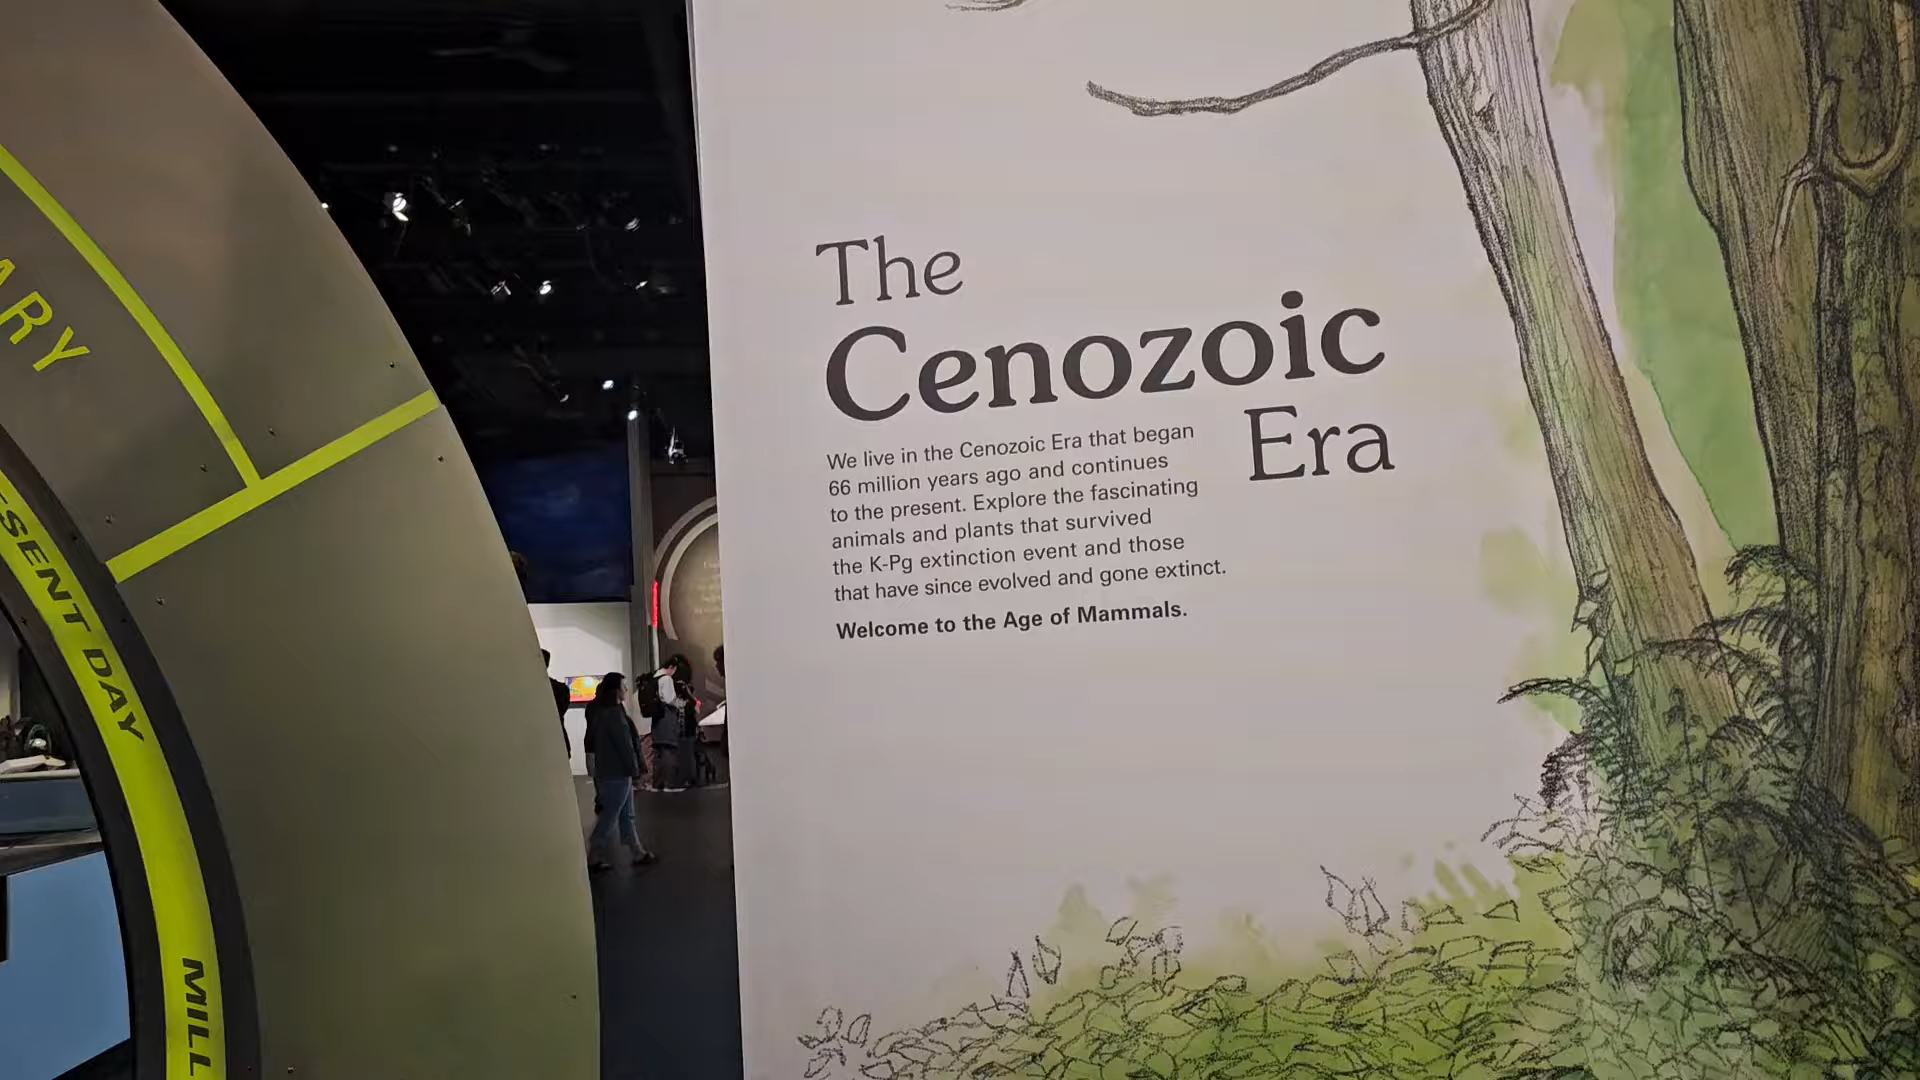 ARY
ESENT DAY
MILL
The
Cenozoic
Era
We live in the Cenozoic Era that began
66 million years ago and continues
to the present. Explore the fascinating
animals and plants that survived
the K-Pg extinction event and those
that have since evolved and gone extinct.
Welcome to the Age of Mammals.